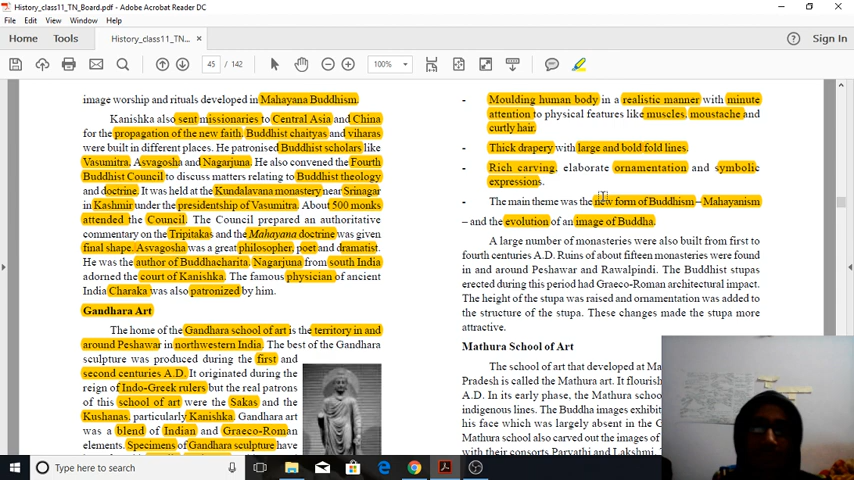 History_class11_TN_Board.pdf - Adobe Acrobat Reader DC
File Edit View Window Help
Home Tools History_class11_TN... × Sign In
45 / 142 100%
image worship and rituals developed in Mahayana Buddhism.
Kanishka also sent missionaries to Central Asia and China
for the propagation of the new faith. Buddhist chaityas and viharas
were built in different places. He patronised Buddhist scholars like
Vasumitra, Asvagosha and Nagarjuna. He also convened the Fourth
Buddhist Council to discuss matters relating to Buddhist theology
and doctrine. It was held at the Kundalavana monastery near Srinagar
in Kashmir under the presidentship of Vasumitra. About 500 monks
attended the Council. The Council prepared an authoritative
commentary on the Tripitakas and the Mahayana doctrine was given
final shape. Asvagosha was a great philosopher, poet and dramatist.
He was the author of Buddhacharita. Nagarjuna from south India
adorned the court of Kanishka. The famous physician of ancient
India Charaka was also patronized by him.
Gandhara Art
The home of the Gandhara school of art is the territory in and
around Peshawar in northwestern India. The best of the Gandhara
sculpture was produced during the first and
second centuries A.D. It originated during the
reign of Indo-Greek rulers but the real patrons
of this school of art were the Sakas and the
Kushanas, particularly Kanishka. Gandhara art
was a blend of Indian and Graeco-Roman
elements. Specimens of Gandhara sculpture have
- Moulding human body in a realistic manner with minute
attention to physical features like muscles, moustache and
curtly hair.
- Thick drapery with large and bold fold lines.
- Rich carving, elaborate ornamentation and symbolic
expressions.
- The main theme was the new form of Buddhism – Mahayanism
– and the evolution of an image of Buddha.
A large number of monasteries were also built from first to
fourth centuries A.D. Ruins of about fifteen monasteries were found
in and around Peshawar and Rawalpindi. The Buddhist stupas
erected during this period had Graeco-Roman architectural impact.
The height of the stupa was raised and ornamentation was added to
the structure of the stupa. These changes made the stupa more
attractive.
Mathura School of Art
The school of art that developed at Ma
Pradesh is called the Mathura art. It flourish
A.D. In its early phase, the Mathura schoo
indigenous lines. The Buddha images exhibit
his face which was largely absent in the G
Mathura school also carved out the images of
with their consorts Parvathi and Lakshmi.
Type here to search